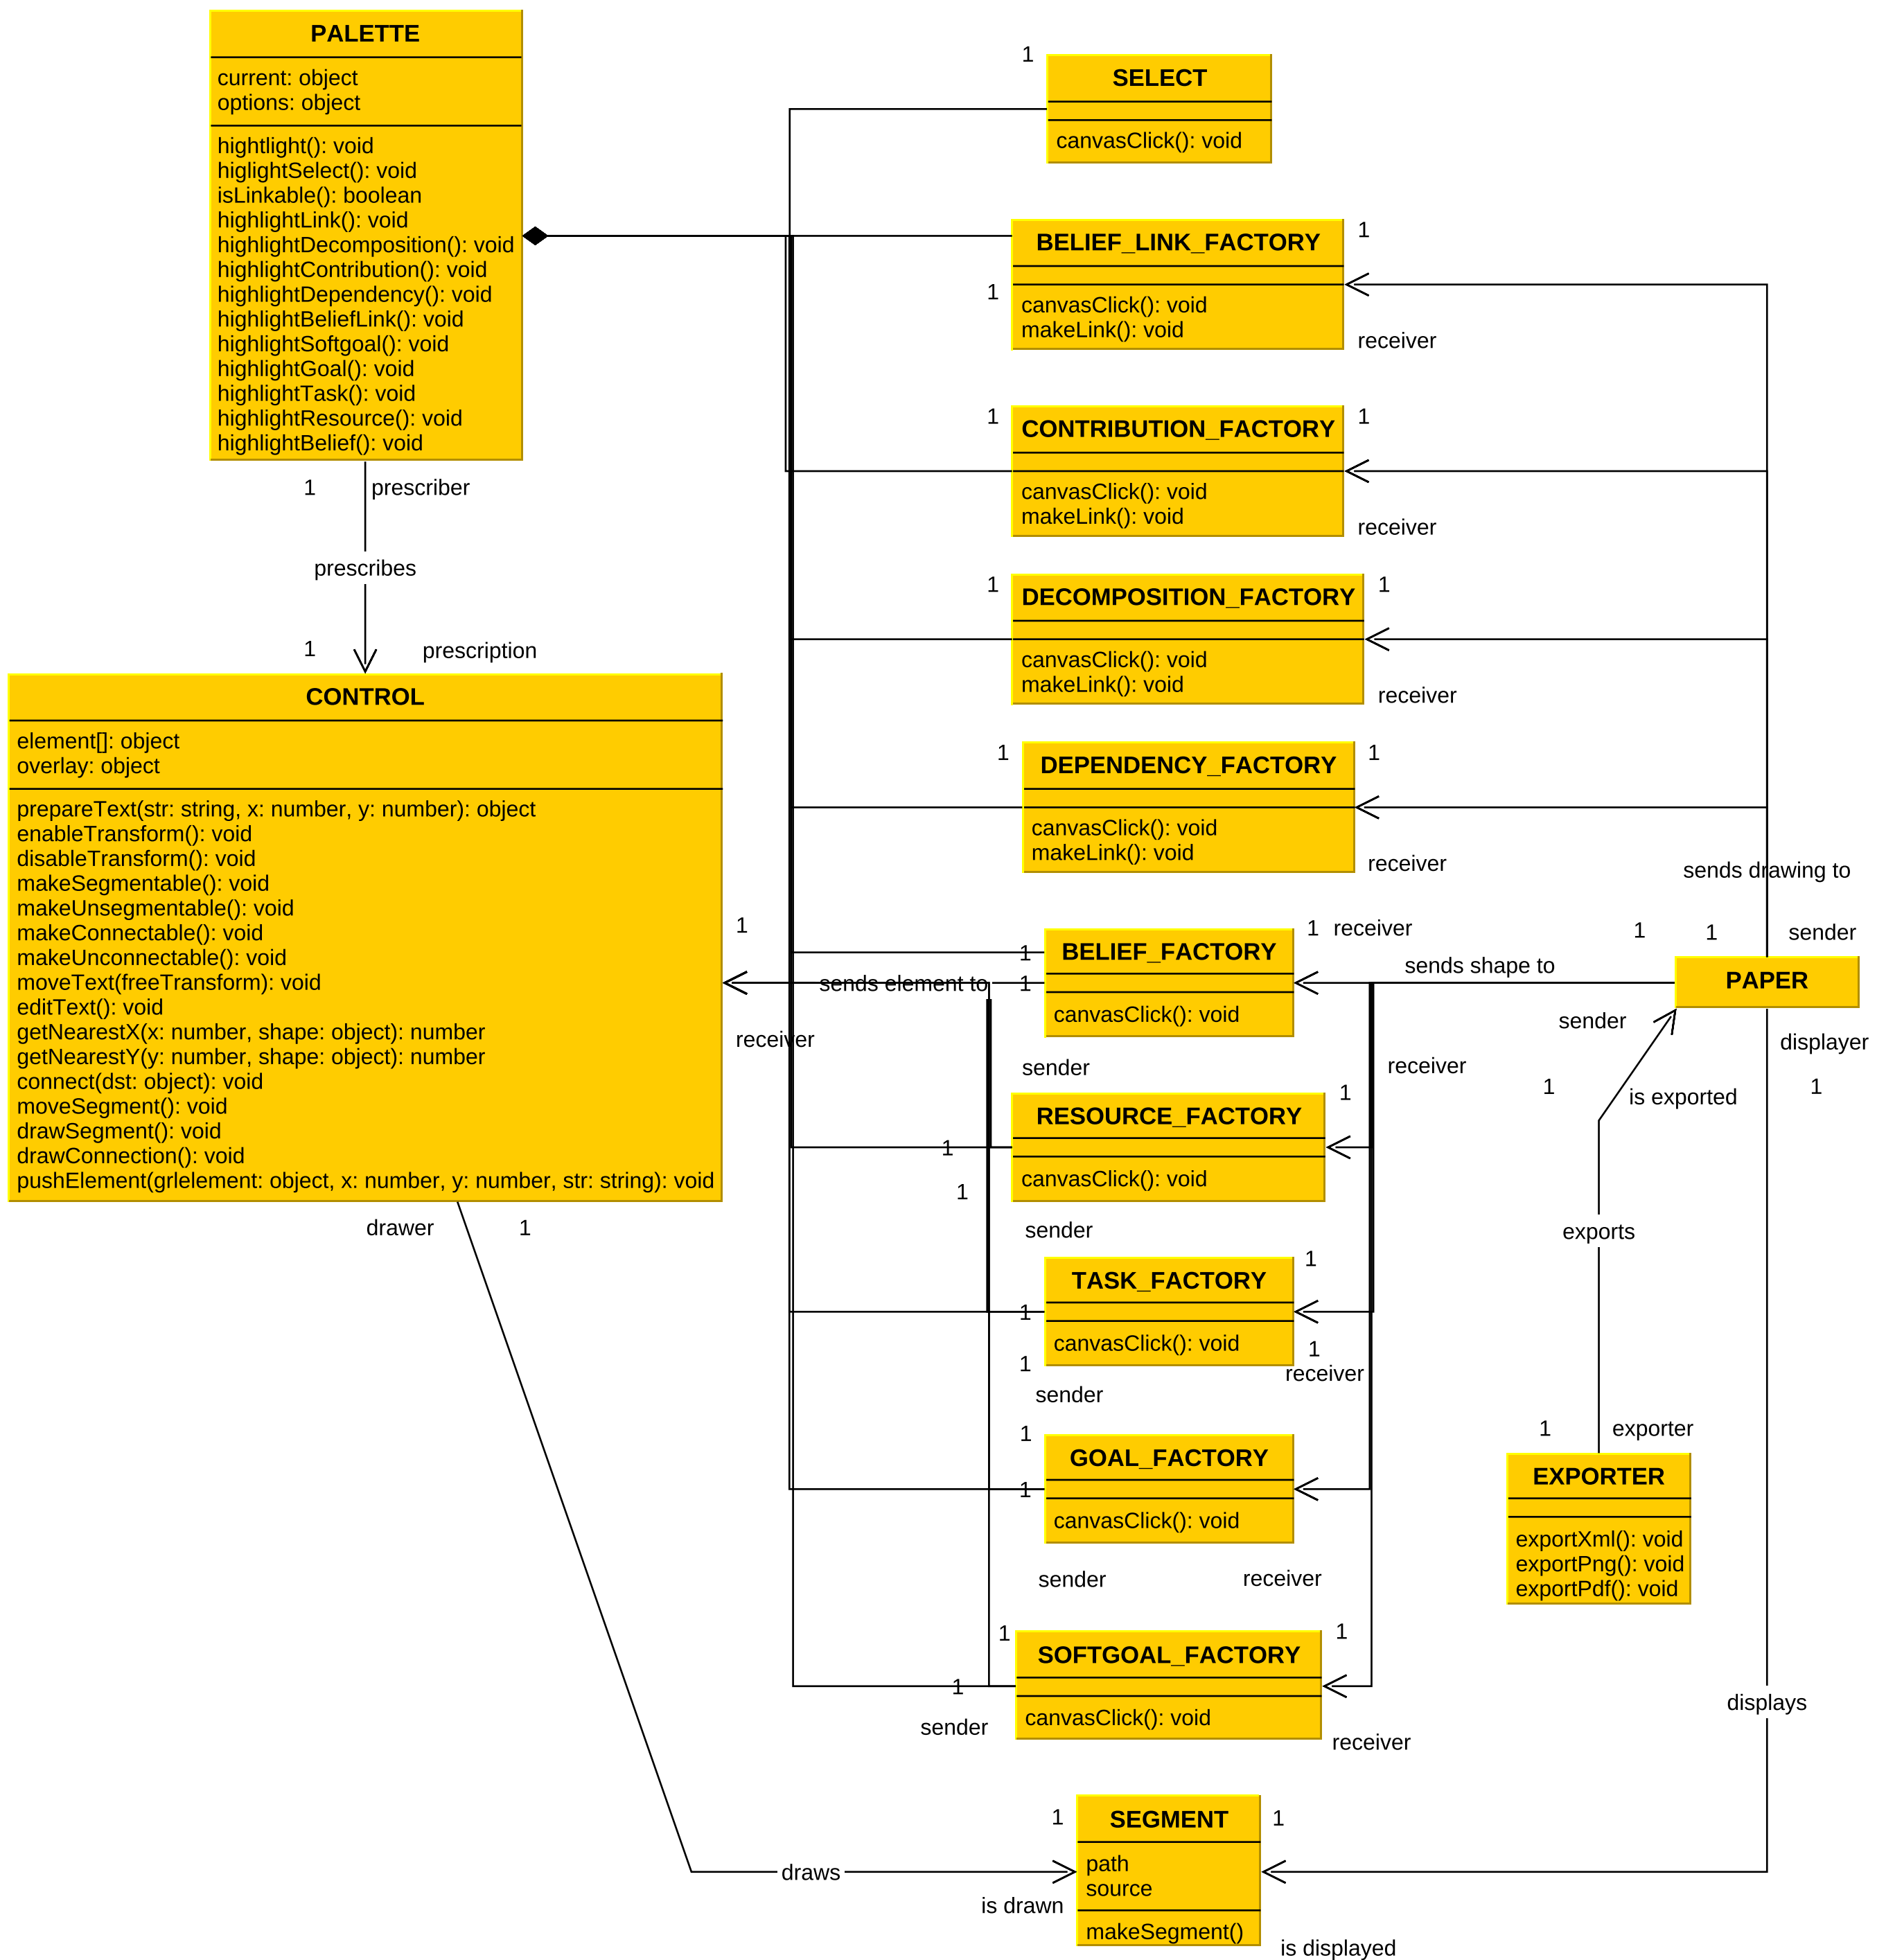 PALETTE
current: object
options: object
hightlight(): void
higlightSelect(): void
isLinkable(): boolean
highlightLink(): void
highlightDecomposition(): void
highlightContribution(): void
highlightDependency(): void
highlightBeliefLink(): void
highlightSoftgoal(): void
highlightGoal(): void
highlightTask(): void
highlightResource(): void
highlightBelief(): void
1
prescriber
prescribes
1
prescription
CONTROL
element[]: object
overlay: object
prepareText(str: string, x: number, y: number): object
enableTransform(): void
disableTransform(): void
makeSegmentable(): void
makeUnsegmentable(): void
makeConnectable(): void
makeUnconnectable(): void
moveText(freeTransform): void
editText(): void
getNearestX(x: number, shape: object): number
getNearestY(y: number, shape: object): number
connect(dst: object): void
moveSegment(): void
drawSegment(): void
drawConnection(): void
pushElement(grlelement: object, x: number, y: number, str: string): void
1
receiver
drawer
1
draws
is drawn
1
SELECT
canvasClick(): void
1
BELIEF_LINK_FACTORY
1
canvasClick(): void
makeLink(): void
receiver
1
CONTRIBUTION_FACTORY
1
canvasClick(): void
makeLink(): void
receiver
1
DECOMPOSITION_FACTORY
1
canvasClick(): void
makeLink(): void
receiver
1
DEPENDENCY_FACTORY
1
canvasClick(): void
makeLink(): void
receiver
sends drawing to
1
BELIEF_FACTORY
1
receiver
sends element to
1
canvasClick(): void
sender
sends shape to
1
1
sender
PAPER
sender
displayer
1
is exported
1
receiver
RESOURCE_FACTORY
1
1
canvasClick(): void
1
sender
TASK_FACTORY
1
1
canvasClick(): void
1
1
receiver
sender
exports
1
GOAL_FACTORY
1
canvasClick(): void
sender
receiver
1
exporter
EXPORTER
exportXml(): void
exportPng(): void
exportPdf(): void
1
SOFTGOAL_FACTORY
1
1
canvasClick(): void
sender
receiver
displays
1
SEGMENT
1
path
source
makeSegment()
is displayed